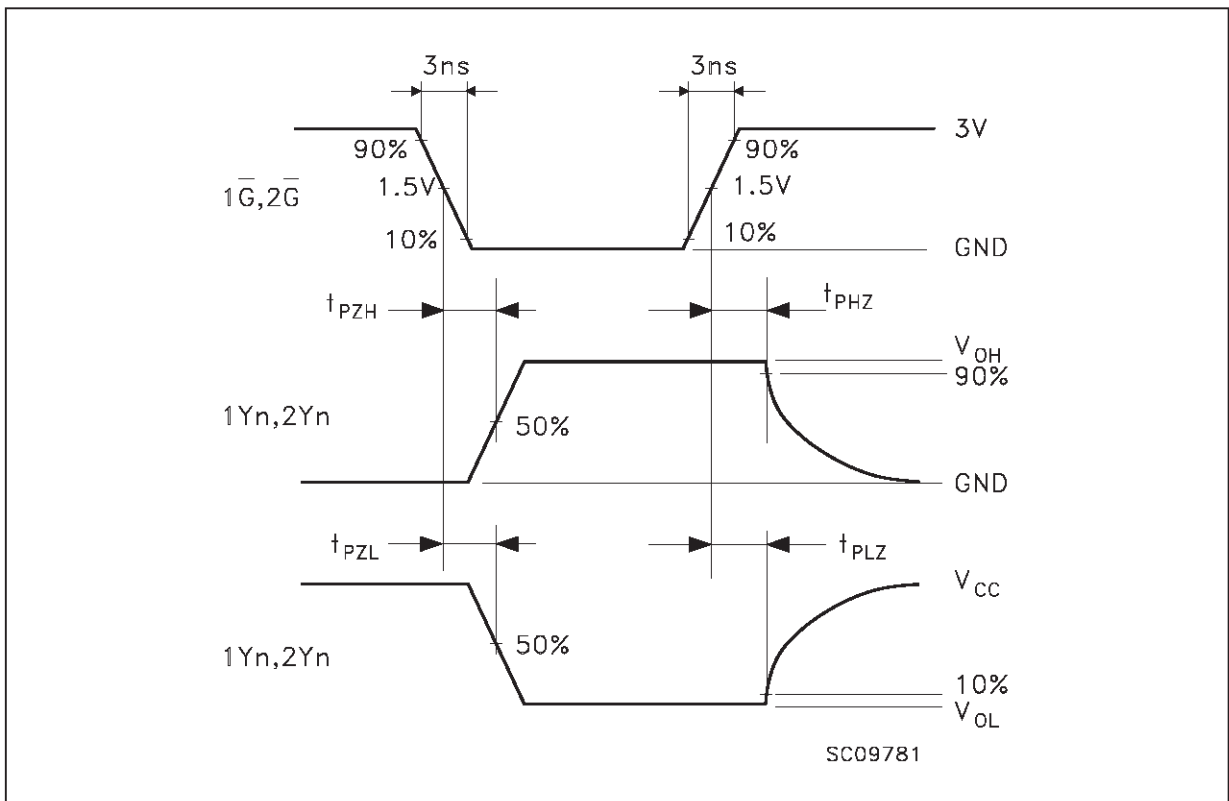 3ns 3ns
3V
90% 90%
1G̅,2G̅ 1.5V 1.5V
10% 10%
GND
tPZH tPHZ
VOH
90%
1Yn,2Yn 50%
GND
tPZL tPLZ
VCC
1Yn,2Yn 50%
10%
VOL
SC09781